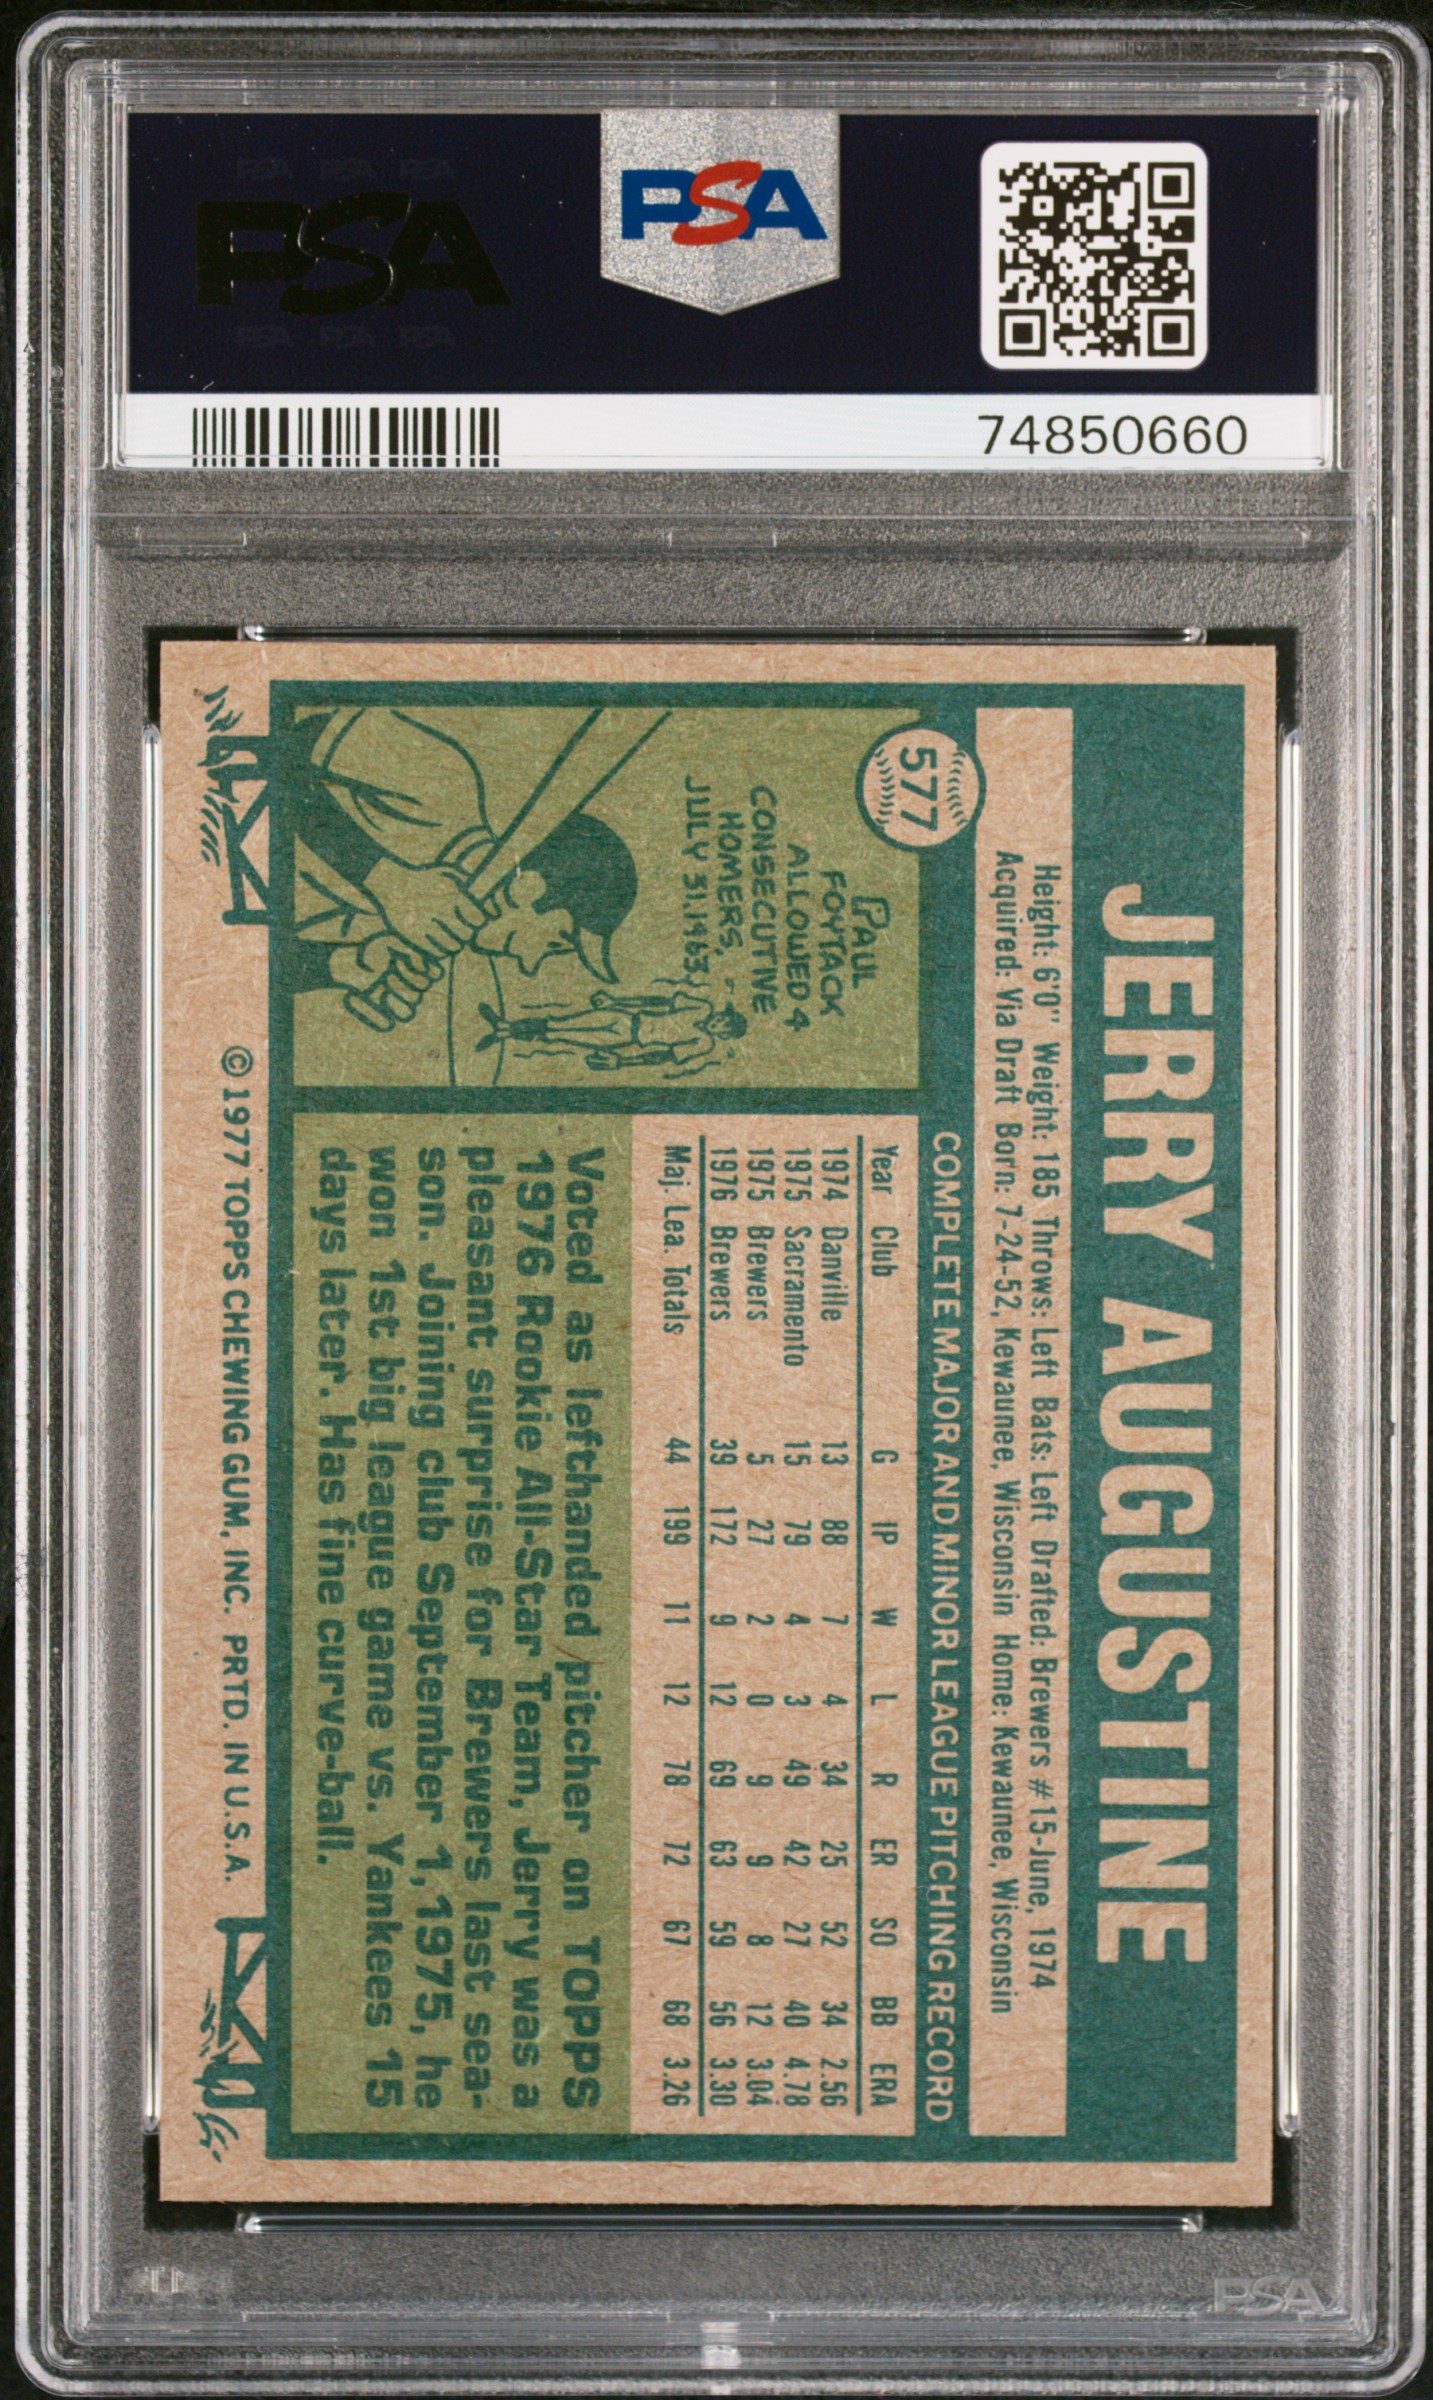 PSA PSA PSA
PSA
PSA PSA PSA
PSA
74850660
JERRY AUGUSTINE
Height: 6'0" Weight: 185 Throws: Left Bats: Left Drafted: Brewers #15-June, 1974
Acquired: Via Draft Born: 7-24-52, Kewaunee, Wisconsin Home: Kewaunee, Wisconsin
577
COMPLETE MAJOR AND MINOR LEAGUE PITCHING RECORD
PAUL
FOYTACK
ALLOWED 4
CONSECUTIVE
HOMERS,
JULY 31, 1963
Year Club G IP W L R ER SO BB ERA
1974 Danville 13 88 7 4 34 25 52 34 2.56
1975 Sacramento 15 79 4 3 49 42 27 40 4.78
1975 Brewers 5 27 2 0 9 9 8 12 3.04
1976 Brewers 39 172 9 12 69 63 59 56 3.30
Maj. Lea. Totals 44 199 11 12 78 72 67 68 3.26
Voted as lefthanded pitcher on TOPPS
1976 Rookie All-Star Team, Jerry was a
pleasant surprise for Brewers last sea-
son. Joining club September 1, 1975, he
won 1st big league game vs. Yankees 15
days later. Has fine curve-ball.
©1977 TOPPS CHEWING GUM, INC. PRTD. IN U.S.A.
PSA